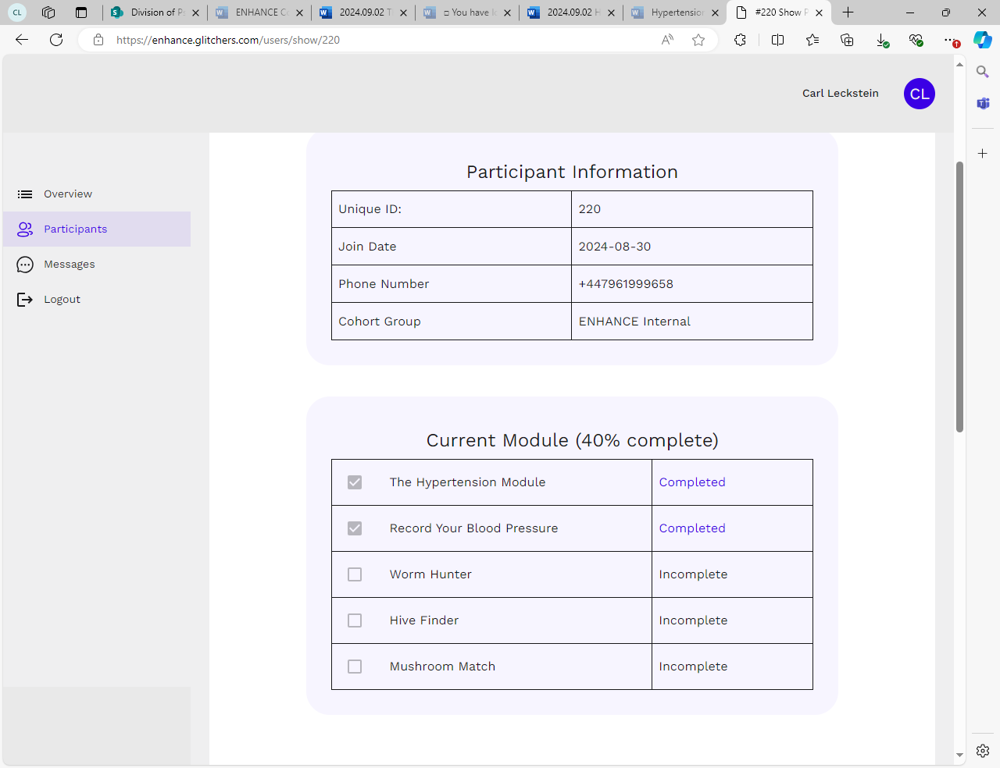 CL
Division of P
ENHANCE C
2024.09.02 T
You have l
2024.09.02 H
Hypertension
#220 Show P
https://enhance.glitchers.com/users/show/220
Carl Leckstein
CL
Overview
Participants
Messages
Logout
Participant Information
Unique ID: 220
Join Date 2024-08-30
Phone Number +447961999658
Cohort Group ENHANCE Internal
Current Module (40% complete)
The Hypertension Module Completed
Record Your Blood Pressure Completed
Worm Hunter Incomplete
Hive Finder Incomplete
Mushroom Match Incomplete